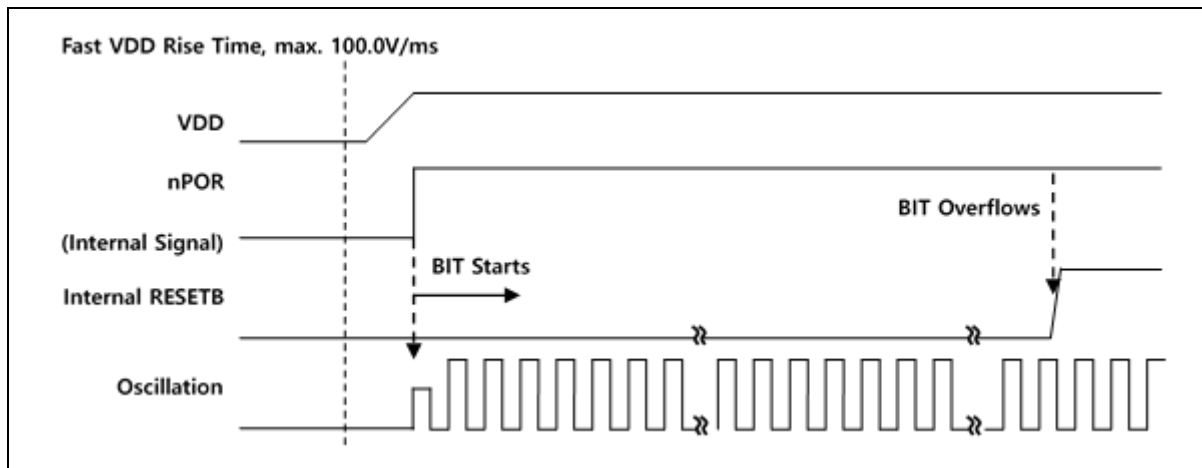 Fast VDD Rise Time, max. 100.0V/ms
VDD
nPOR
BIT Overflows
(Internal Signal)
BIT Starts
Internal RESETB
Oscillation